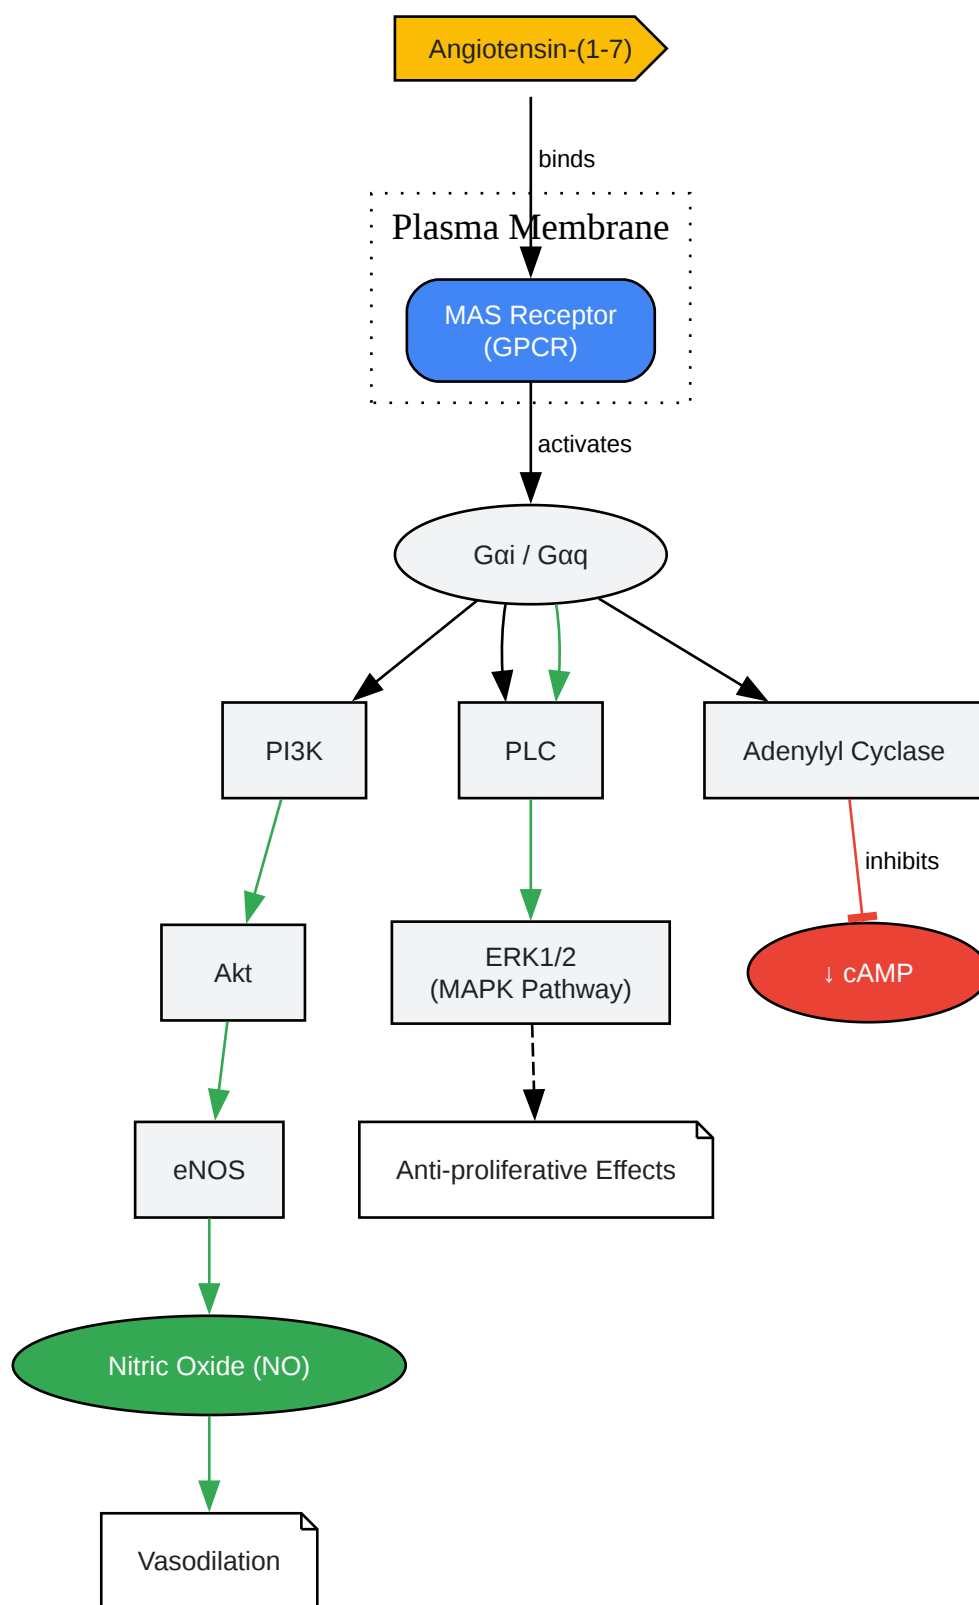 Angiotensin-(1-7)
binds
Plasma Membrane
MAS Receptor
(GPCR)
activates
Gαi / Gαq
PI3K
PLC
Adenylyl Cyclase
inhibits
Akt
ERK1/2
(MAPK Pathway)
↓ cAMP
eNOS
Anti-proliferative Effects
Nitric Oxide (NO)
Vasodilation